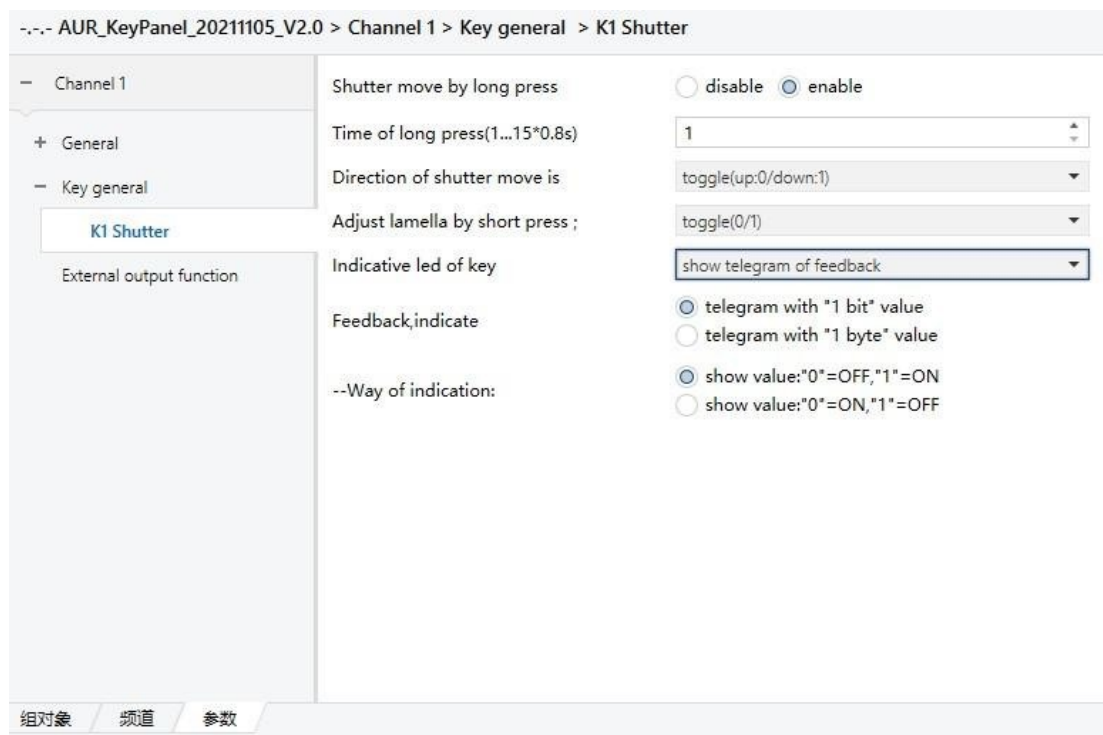 -.-.- AUR_KeyPanel_20211105_V2.0 > Channel 1 > Key general > K1 Shutter
− Channel 1
+ General
− Key general
K1 Shutter
External output function
Shutter move by long press disable enable
Time of long press(1...15*0.8s) 1
Direction of shutter move is toggle(up:0/down:1)
Adjust lamella by short press ; toggle(0/1)
Indicative led of key show telegram of feedback
Feedback,indicate telegram with "1 bit" value
telegram with "1 byte" value
--Way of indication: show value:"0"=OFF,"1"=ON
show value:"0"=ON,"1"=OFF
组对象 / 频道 / 参数